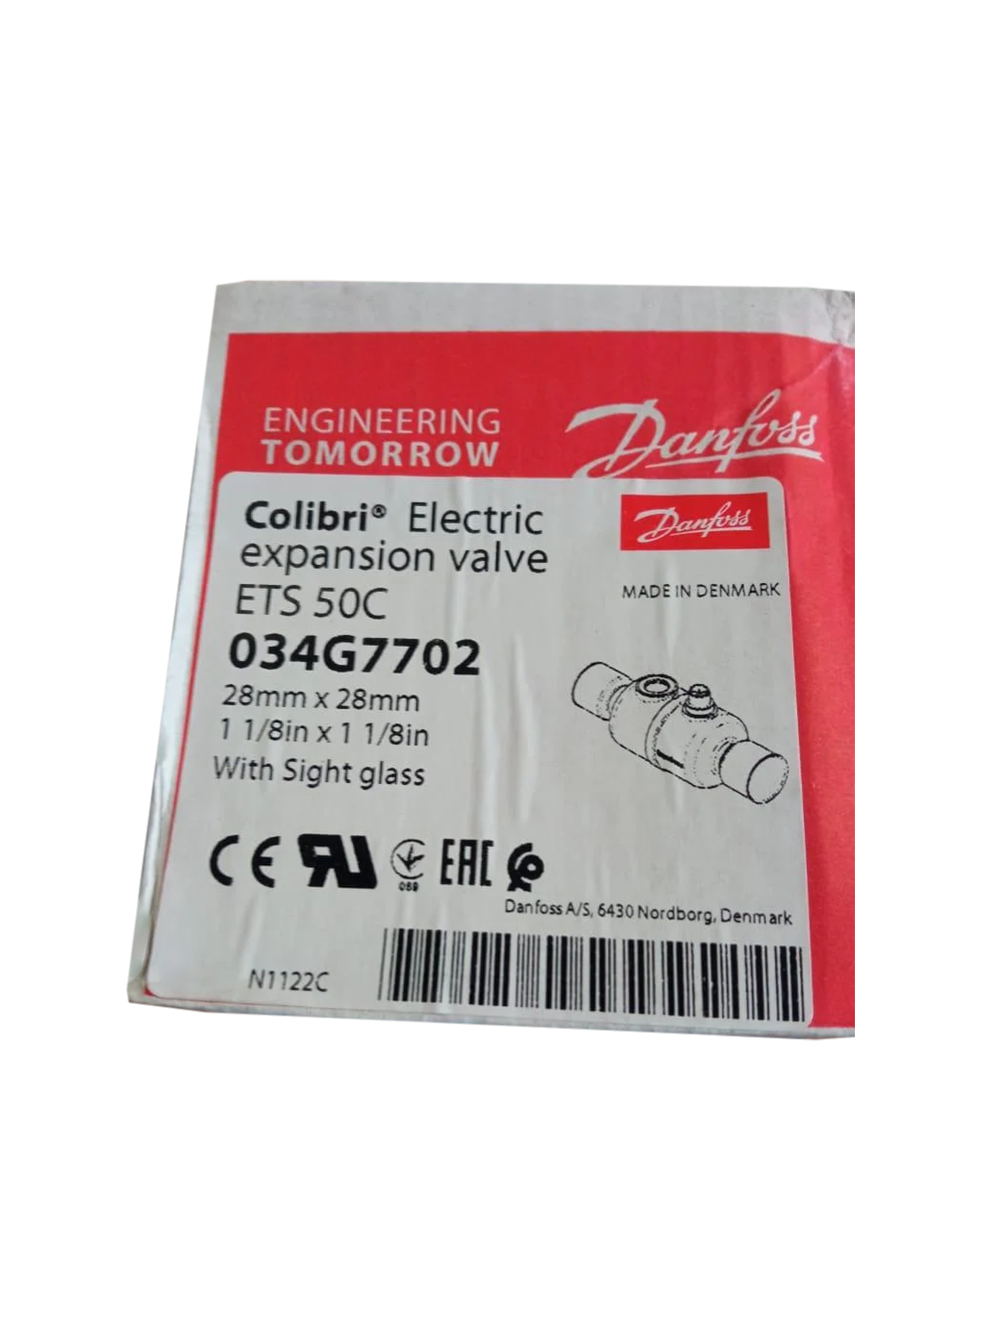 ENGINEERING
TOMORROW
Danfoss
Colibri® Electric
expansion valve
ETS 50C
034G7702
28mm x 28mm
1 1/8in x 1 1/8in
With Sight glass
Danfoss
MADE IN DENMARK
CE
089
EAC
Danfoss A/S, 6430 Nordborg, Denmark
N1122C